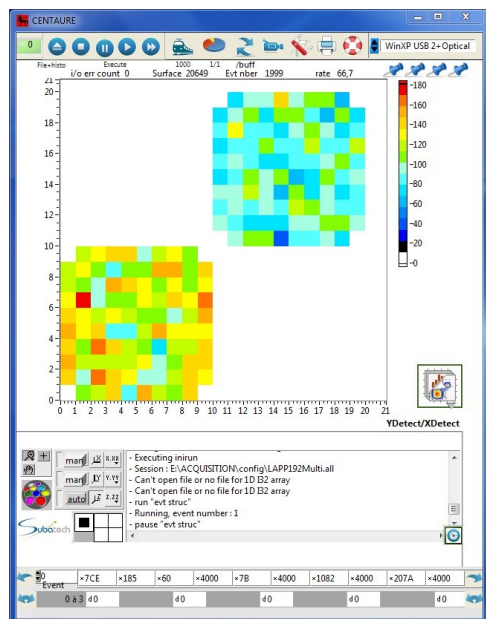 CENTAURE
0 WinXP USB 2+Optical
File+histo Execute 1000 1/1 /buff
i/o err count 0 Surface 20649 Evt nber 1999 rate 66,7
21
20
18
16
14
12
10
8
6
4
2
0
0 1 2 3 4 5 6 7 8 9 10 11 12 13 14 15 16 17 18 19 20 21
180
160
140
120
100
80
60
40
20
0
YDetect/XDetect
- Executing inirun
- Session : E:\ACQUISITION\config\LAPP192Multi.all
- Can't open file or no file for 1D I32 array
- Can't open file or no file for 1D I32 array
- run "evt struc"
- Running, event number : 1
- pause "evt struc"
man X X.XX
man Y Y.YY
auto Z Z.ZZ
Subatech
0 ×7CE ×185 ×60 ×4000 ×7B ×4000 ×1082 ×4000 ×207A ×4000
Event
0 à 3 d0 d0 d0 d0